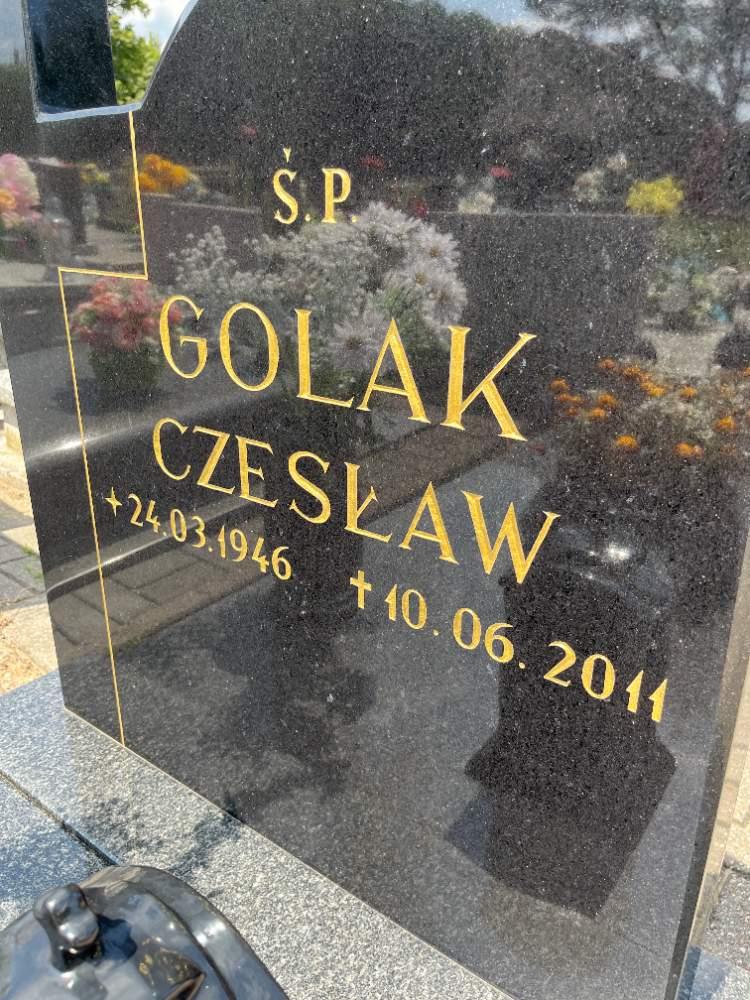 Ś.P.
GOLAK
CZESŁAW
24.03.1946
† 10.06.2011